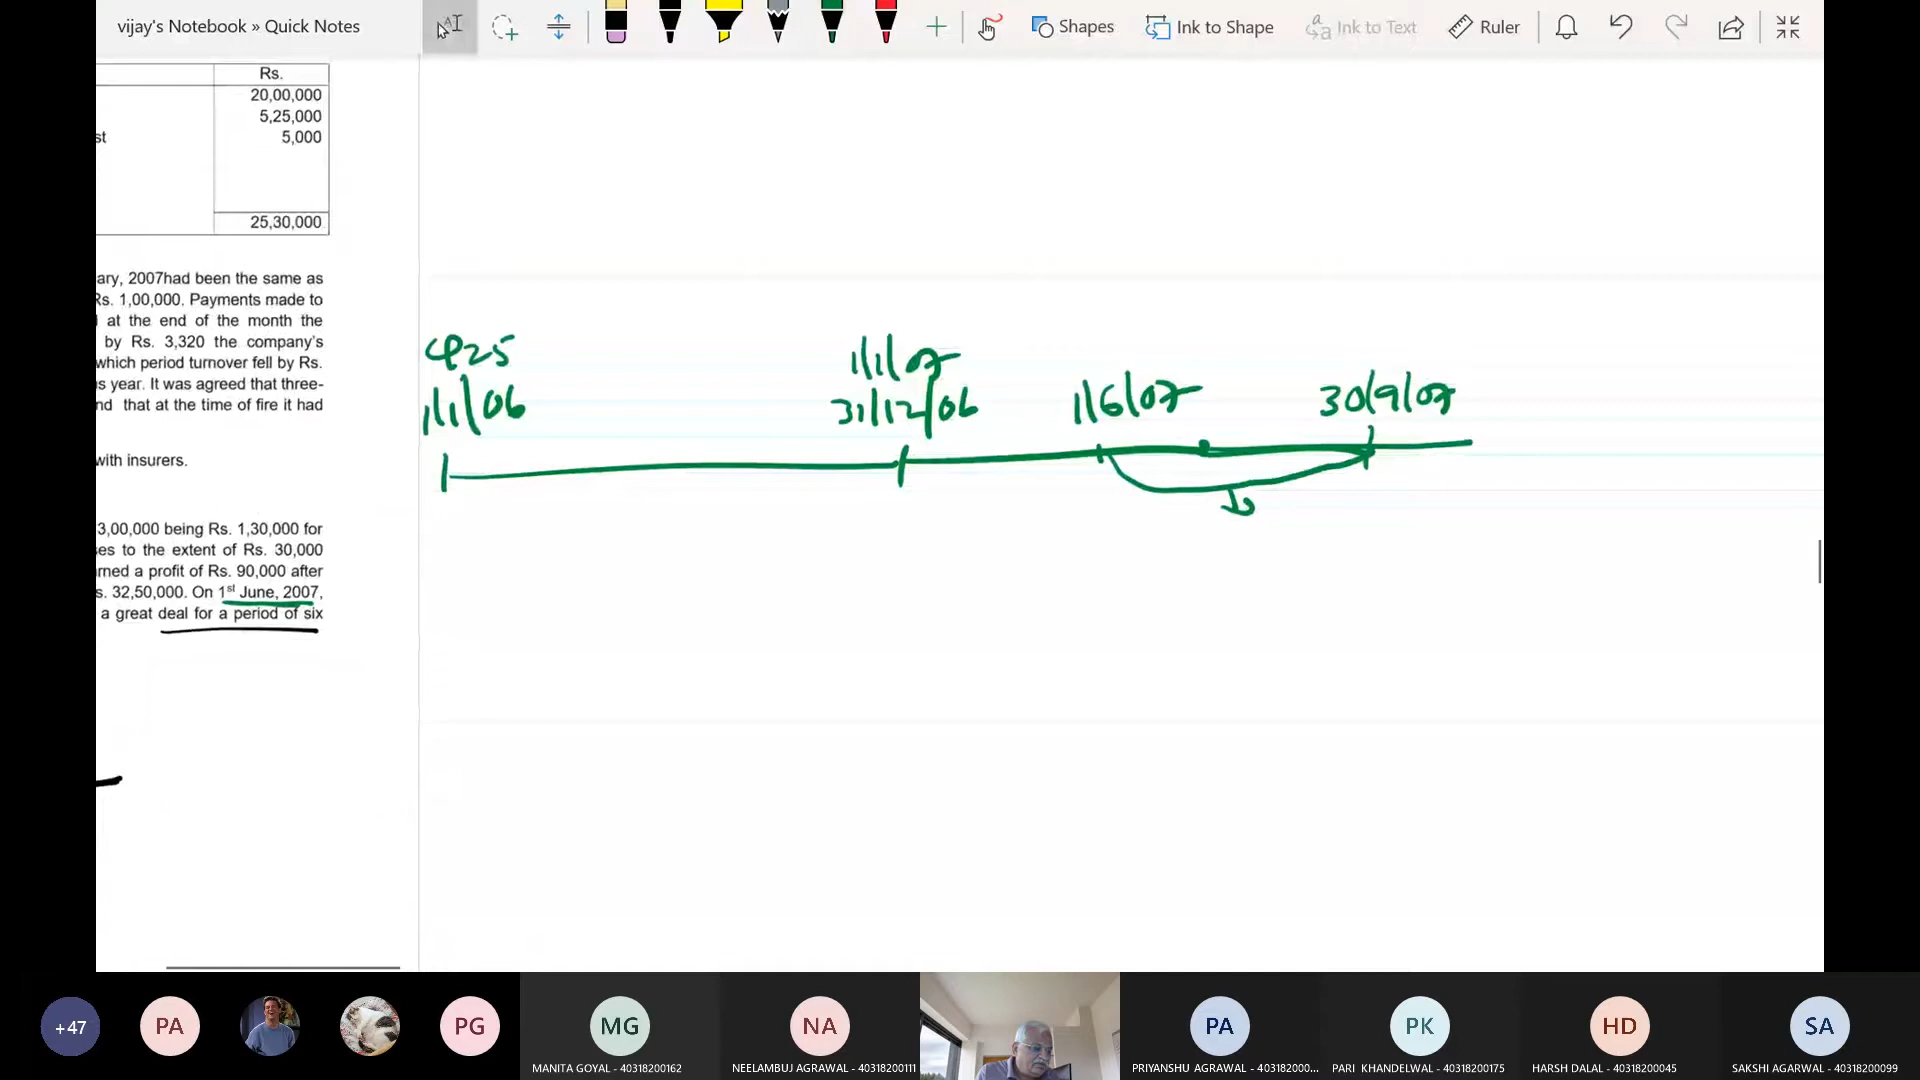 vijay's Notebook » Quick Notes
Shapes
Ink to Shape
Ink to Text
Ruler
Rs.
20,00,000
5,25,000
st 5,000
25,30,000
ary, 2007had been the same as
Rs. 1,00,000. Payments made to
at the end of the month the
by Rs. 3,320 the company's
which period turnover fell by Rs.
s year. It was agreed that three-
nd that at the time of fire it had
with insurers.
3,00,000 being Rs. 1,30,000 for
ses to the extent of Rs. 30,000
rned a profit of Rs. 90,000 after
s. 32,50,000. On 1st June, 2007,
a great deal for a period of six
1/1/07
1/1/06 31/12/06 1/6/07 30/9/07
+47
PA
PG
MG
NA
PA
PK
HD
SA
MANITA GOYAL - 40318200162
NEELAMBUJ AGRAWAL - 40318200111
PRIYANSHU AGRAWAL - 403182000...
PARI KHANDELWAL - 40318200175
HARSH DALAL - 40318200045
SAKSHI AGARWAL - 40318200099